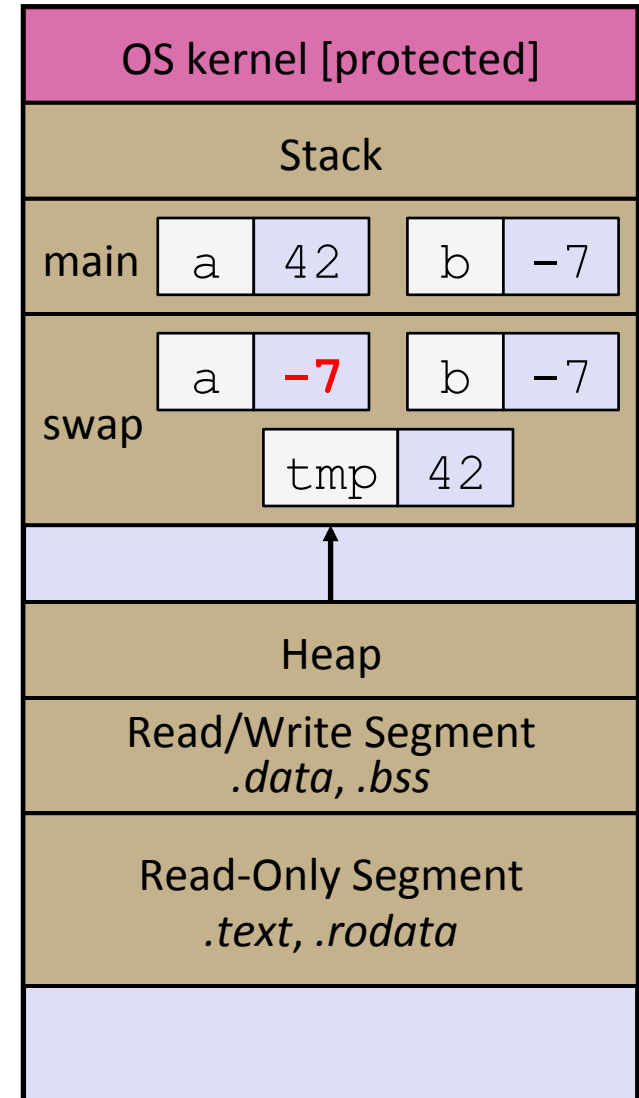 OS kernel [protected]
Stack
main a 42 b -7
a -7 b -7
swap
tmp 42
Heap
Read/Write Segment
.data, .bss
Read-Only Segment
.text, .rodata